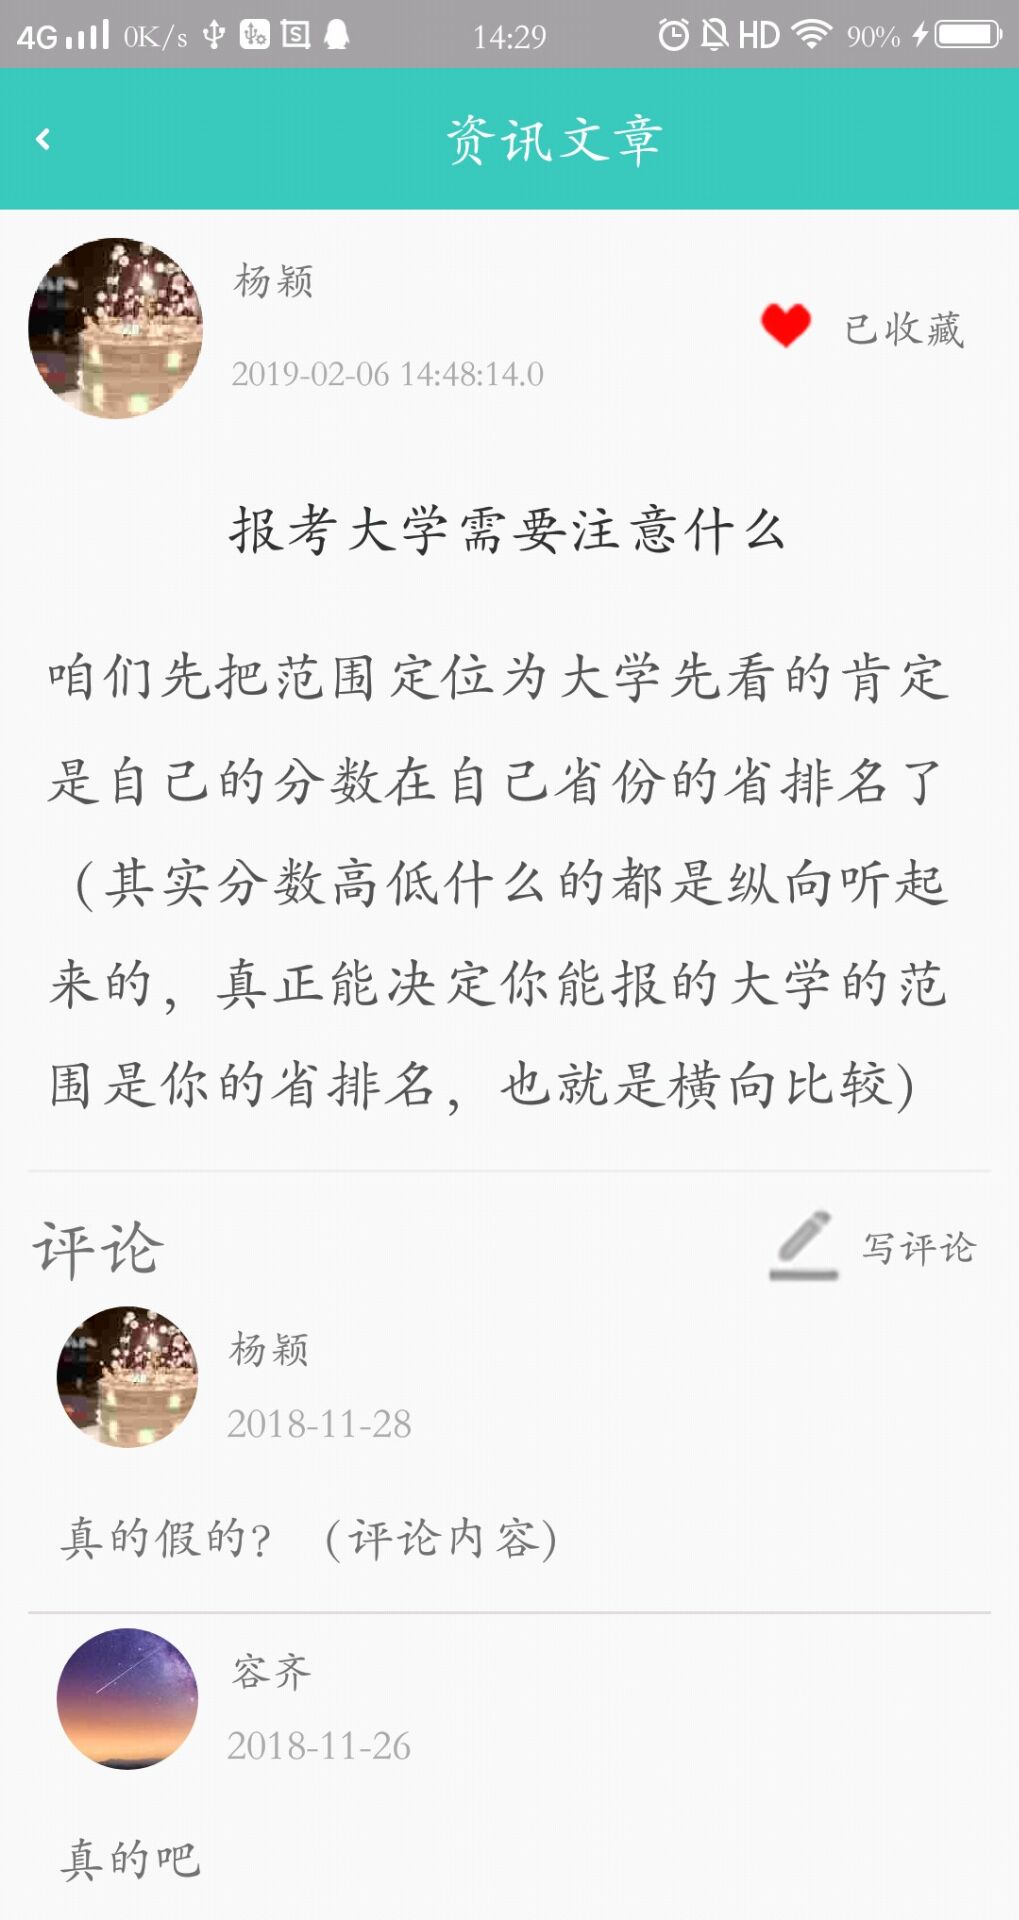 4G 0K/s 14:29 HD 90%
资讯文章
杨颖
已收藏
2019-02-06 14:48:14.0
报考大学需要注意什么
咱们先把范围定位为大学先看的肯定
是自己的分数在自己省份的省排名了
（其实分数高低什么的都是纵向听起
来的，真正能决定你能报的大学的范
围是你的省排名，也就是横向比较）
评论
写评论
杨颖
2018-11-28
真的假的？（评论内容）
容齐
2018-11-26
真的吧